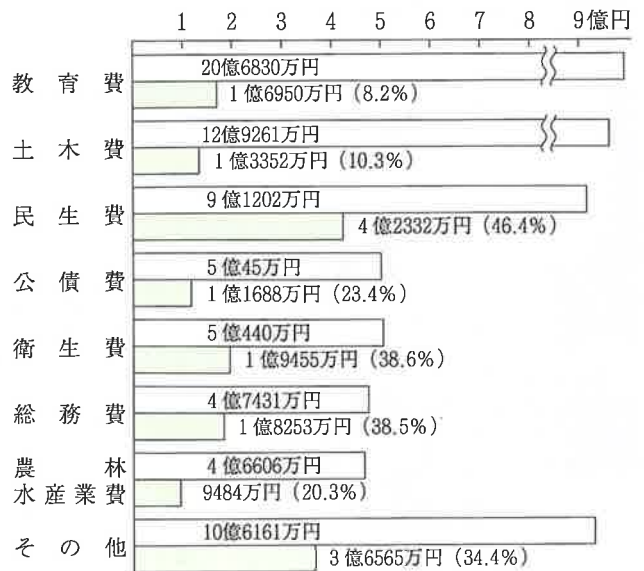 1 2 3 4 5 6 7 8 9億円
教育費
20億6830万円
1億6950万円(8.2%)
土木費
12億9261万円
1億3352万円(10.3%)
民生費
9億1202万円
4億2332万円(46.4%)
公債費
5億45万円
1億1688万円(23.4%)
衛生費
5億440万円
1億9455万円(38.6%)
総務費
4億7431万円
1億8253万円(38.5%)
農林
水産業費
4億6606万円
9484万円(20.3%)
その他
10億6161万円
3億6565万円(34.4%)